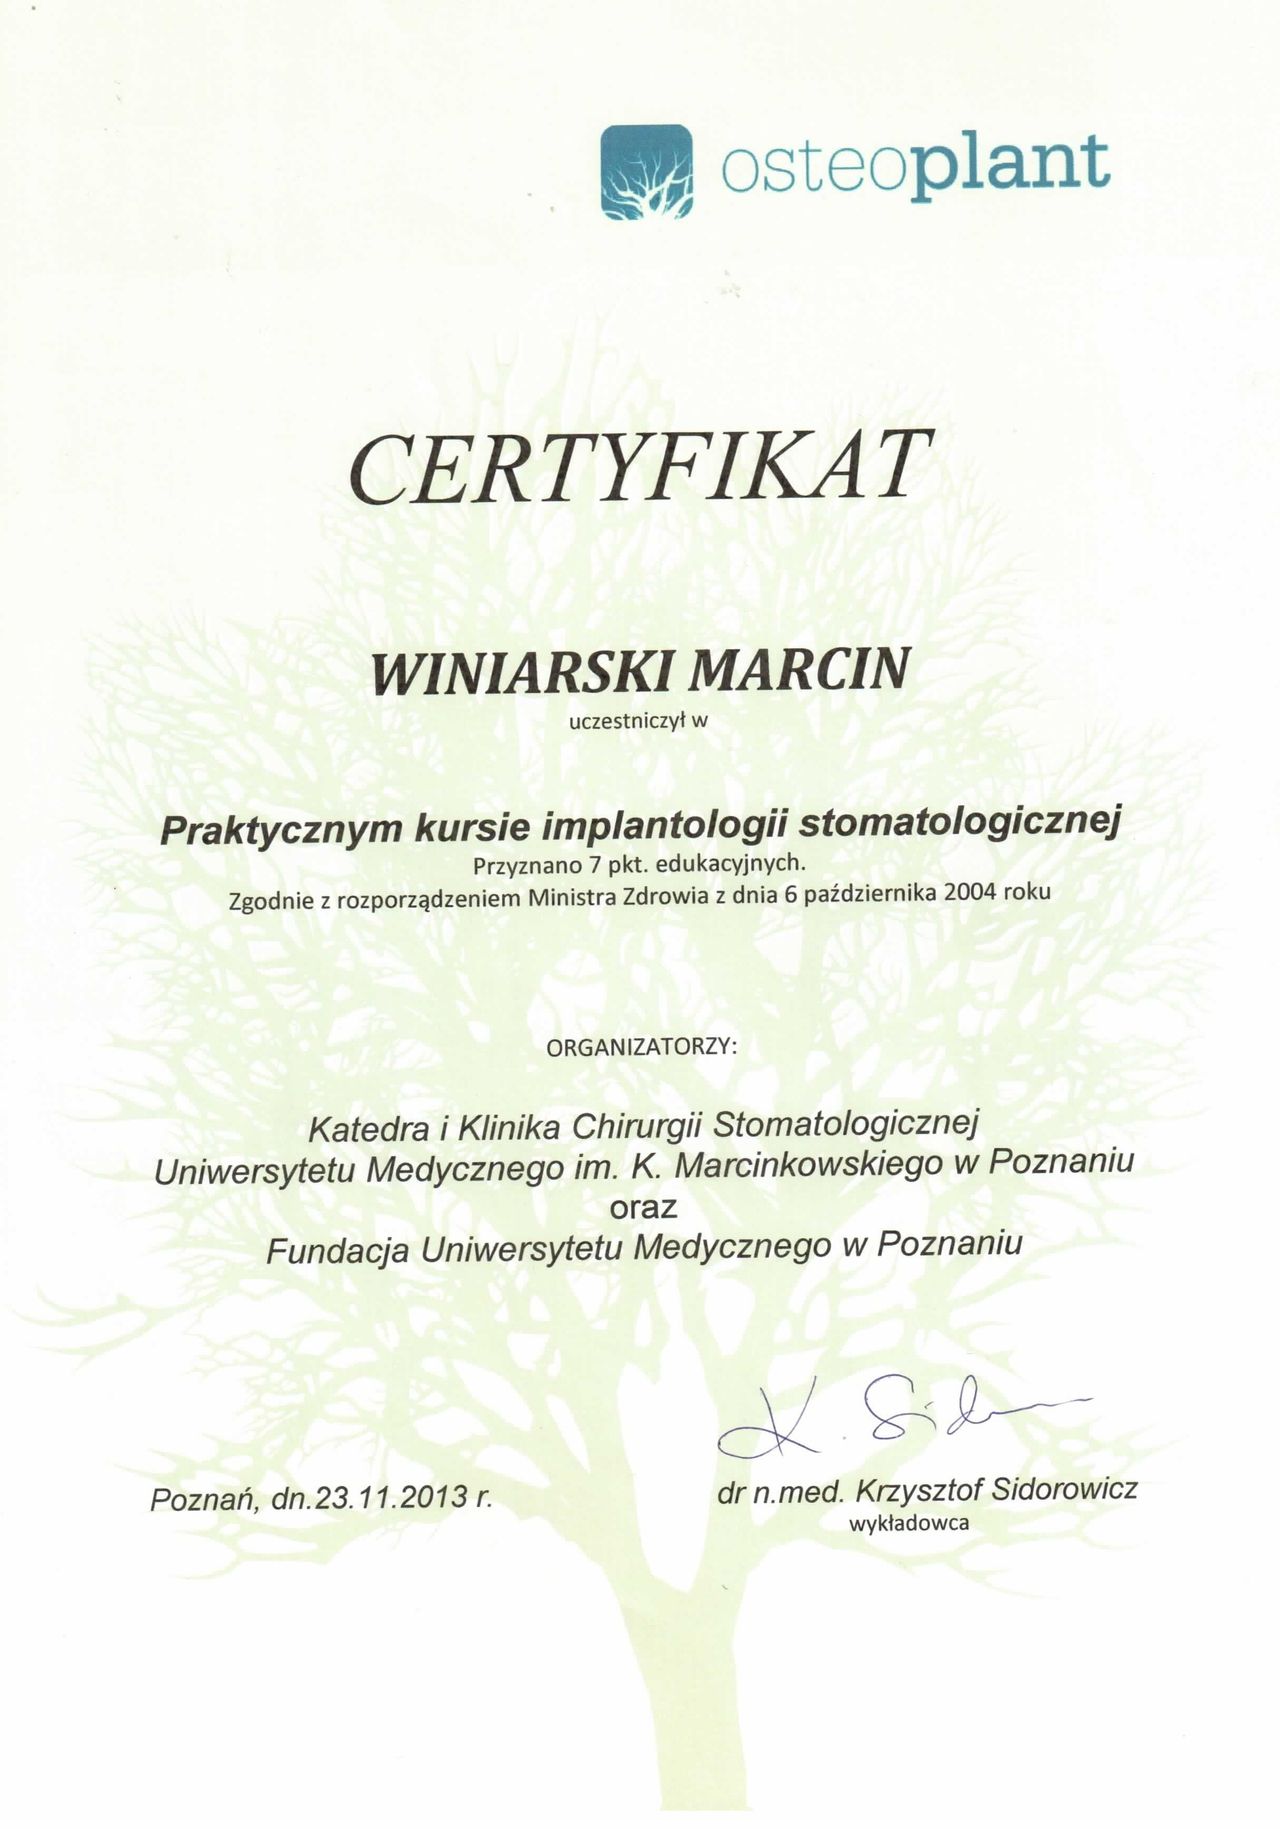 osteoplant
CERTYFIKAT
WINIARSKI MARCIN
uczestniczył w
Praktycznym kursie implantologii stomatologicznej
Przyznano 7 pkt. edukacyjnych.
Zgodnie z rozporządzeniem Ministra Zdrowia z dnia 6 października 2004 roku
ORGANIZATORZY:
Katedra i Klinika Chirurgii Stomatologicznej
Uniwersytetu Medycznego im. K. Marcinkowskiego w Poznaniu
oraz
Fundacja Uniwersytetu Medycznego w Poznaniu
K. Sid
Poznań, dn.23.11.2013 r.
dr n.med. Krzysztof Sidorowicz
wykładowca